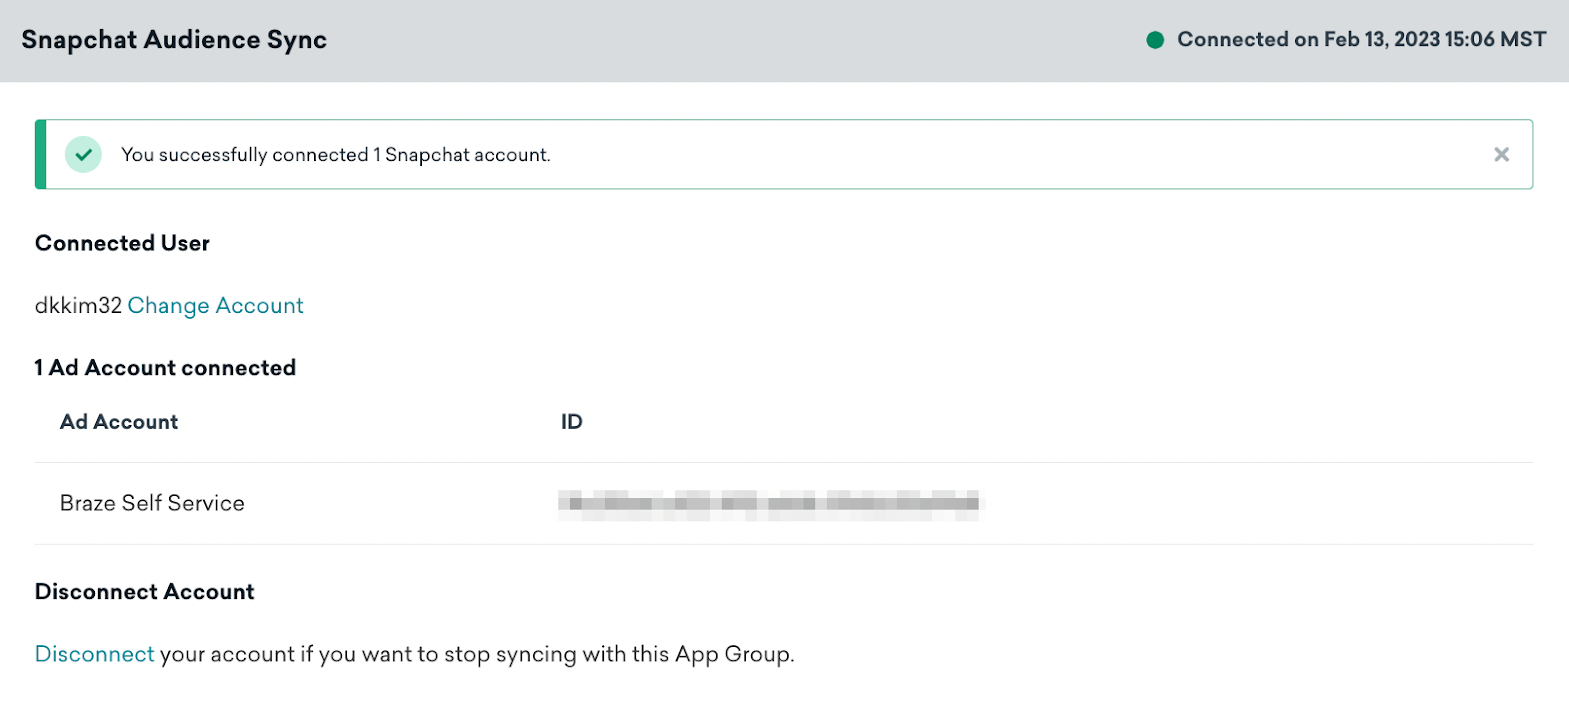 Snapchat Audience Sync
Connected on Feb 13, 2023 15:06 MST
You successfully connected 1 Snapchat account.
Connected User
dkkim32 Change Account
1 Ad Account connected
Ad Account ID
Braze Self Service
Disconnect Account
Disconnect your account if you want to stop syncing with this App Group.